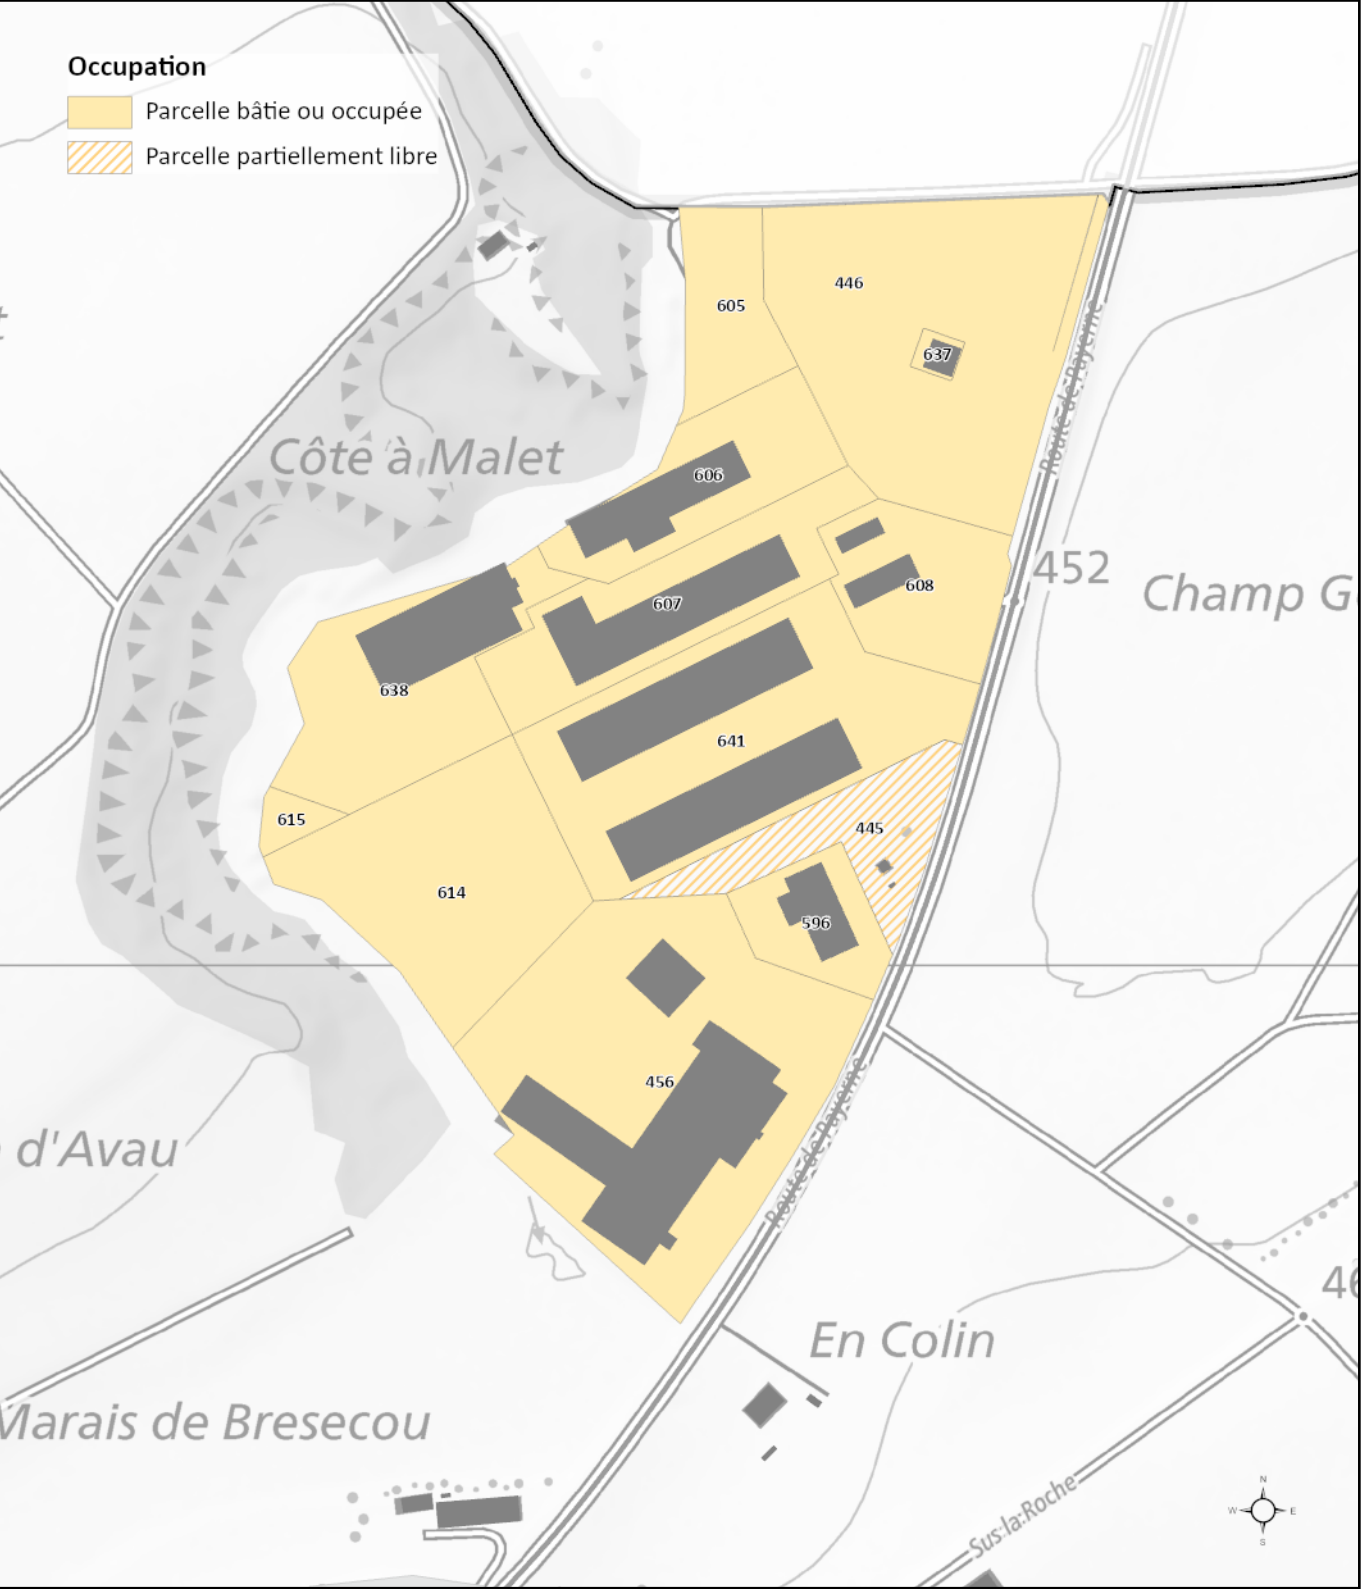 Occupation
Parcelle bâtie ou occupée
Parcelle partiellement libre
446
605
637
Route de Payerne
Côte à Malet
606
452
Champ
608
607
638
641
615
445
614
596
456
Route de Payerne
d'Avau
En Colin
Marais de Bresecou
Sus-la-Roche
N
W
E
S